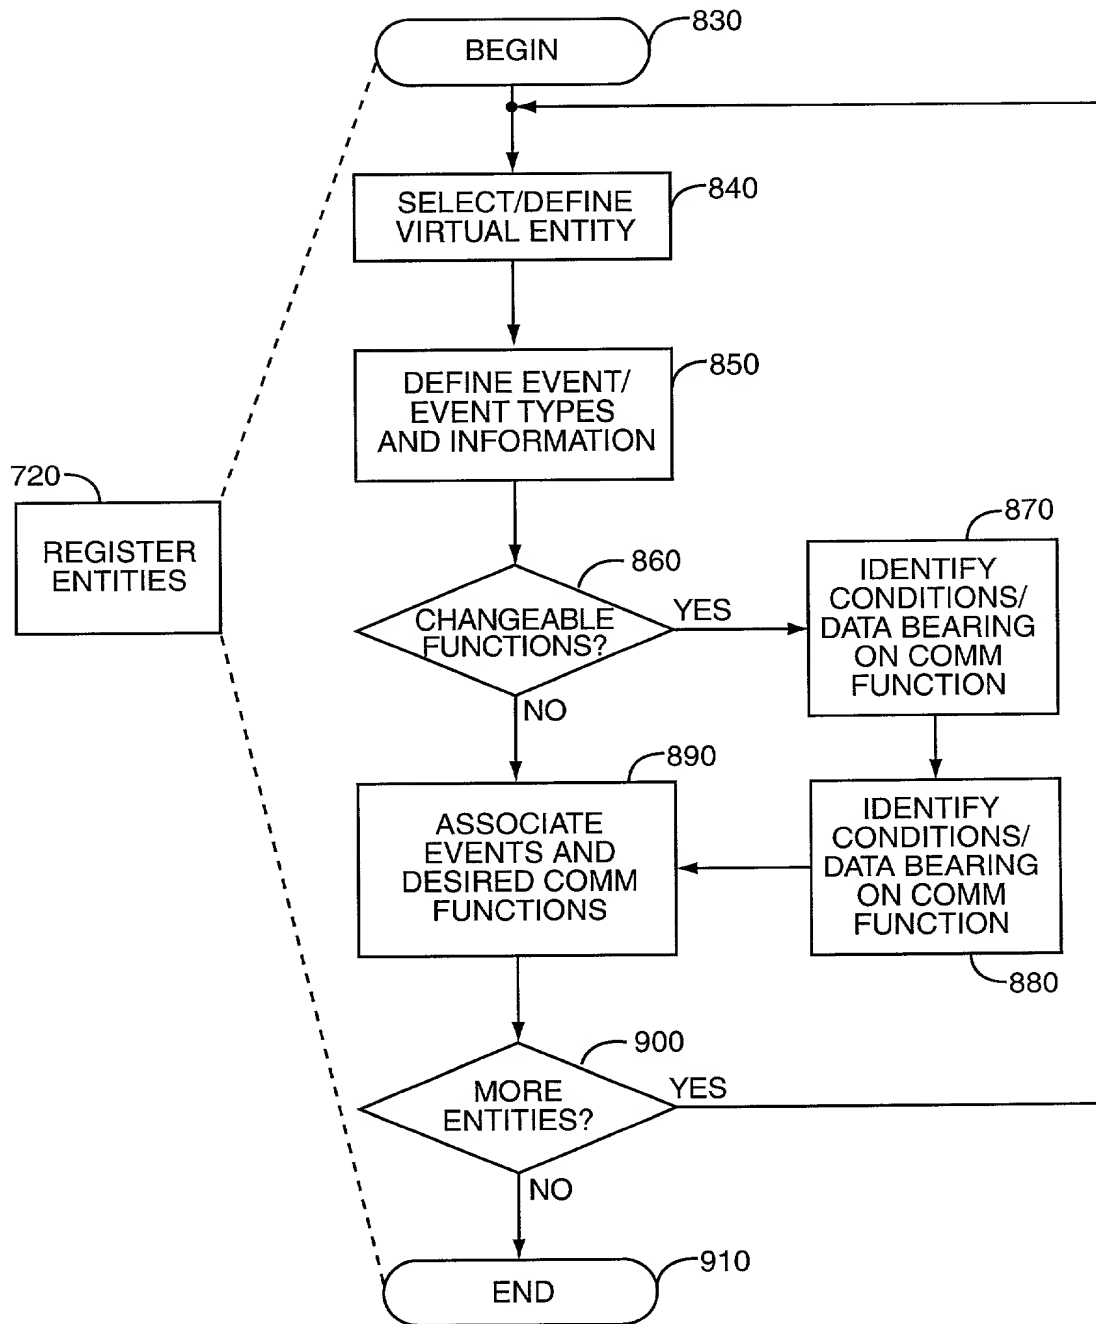 BEGIN
830
SELECT/DEFINE
VIRTUAL ENTITY
840
DEFINE EVENT/
EVENT TYPES
AND INFORMATION
850
720
REGISTER
ENTITIES
CHANGEABLE
FUNCTIONS?
860
YES
NO
870
IDENTIFY
CONDITIONS/
DATA BEARING
ON COMM
FUNCTION
890
ASSOCIATE
EVENTS AND
DESIRED COMM
FUNCTIONS
IDENTIFY
CONDITIONS/
DATA BEARING
ON COMM
FUNCTION
880
900
MORE
ENTITIES?
YES
NO
END
910